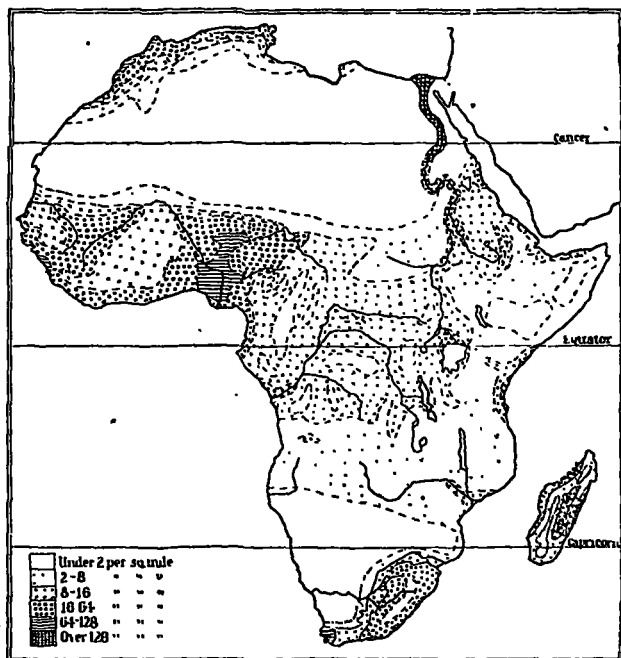 Cancer
Equator
Capricorn
Under 2 per sq mile
2-8 " " "
8-16 " " "
16 64 " " "
64-128 " " "
Over 128 " " "